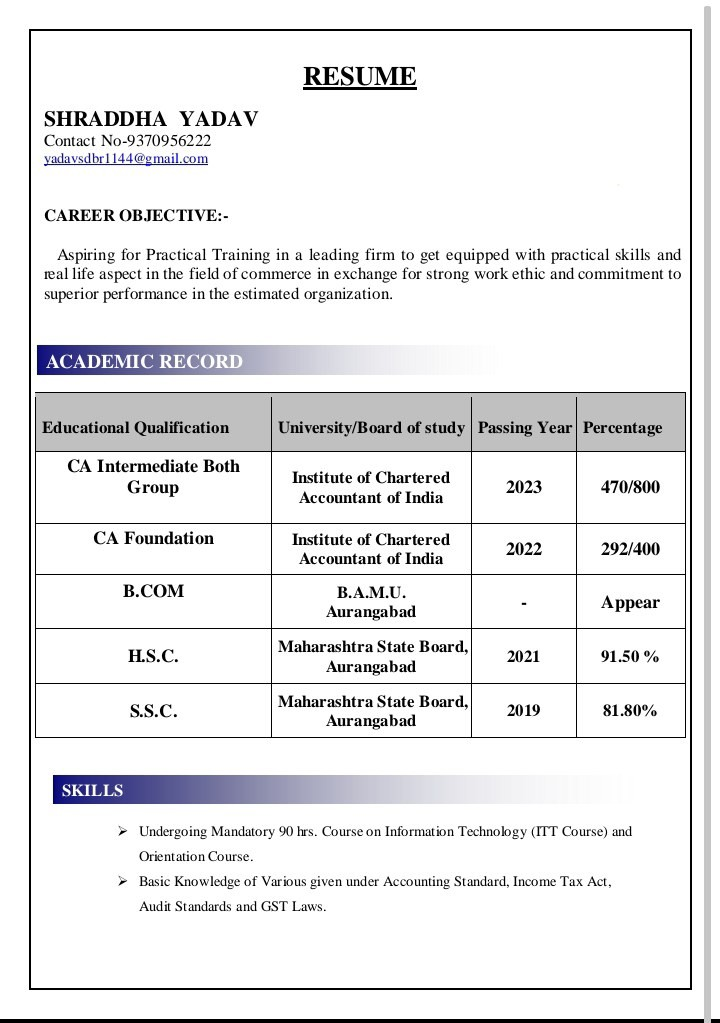 RESUME
SHRADDHA YADAV
Contact No-9370956222
yadavsdbr1144@gmail.com
CAREER OBJECTIVE:-
Aspiring for Practical Training in a leading firm to get equipped with practical skills and
real life aspect in the field of commerce in exchange for strong work ethic and commitment to
superior performance in the estimated organization.
ACADEMIC RECORD
Educational Qualification University/Board of study Passing Year Percentage
CA Intermediate Both
Group
Institute of Chartered
Accountant of India
2023
470/800
CA Foundation
Institute of Chartered
Accountant of India
2022
292/400
B.COM
B.A.M.U.
Aurangabad
-
Appear
H.S.C.
Maharashtra State Board,
Aurangabad
2021
91.50 %
S.S.C.
Maharashtra State Board,
Aurangabad
2019
81.80%
SKILLS
➢ Undergoing Mandatory 90 hrs. Course on Information Technology (ITT Course) and
Orientation Course.
➢ Basic Knowledge of Various given under Accounting Standard, Income Tax Act,
Audit Standards and GST Laws.